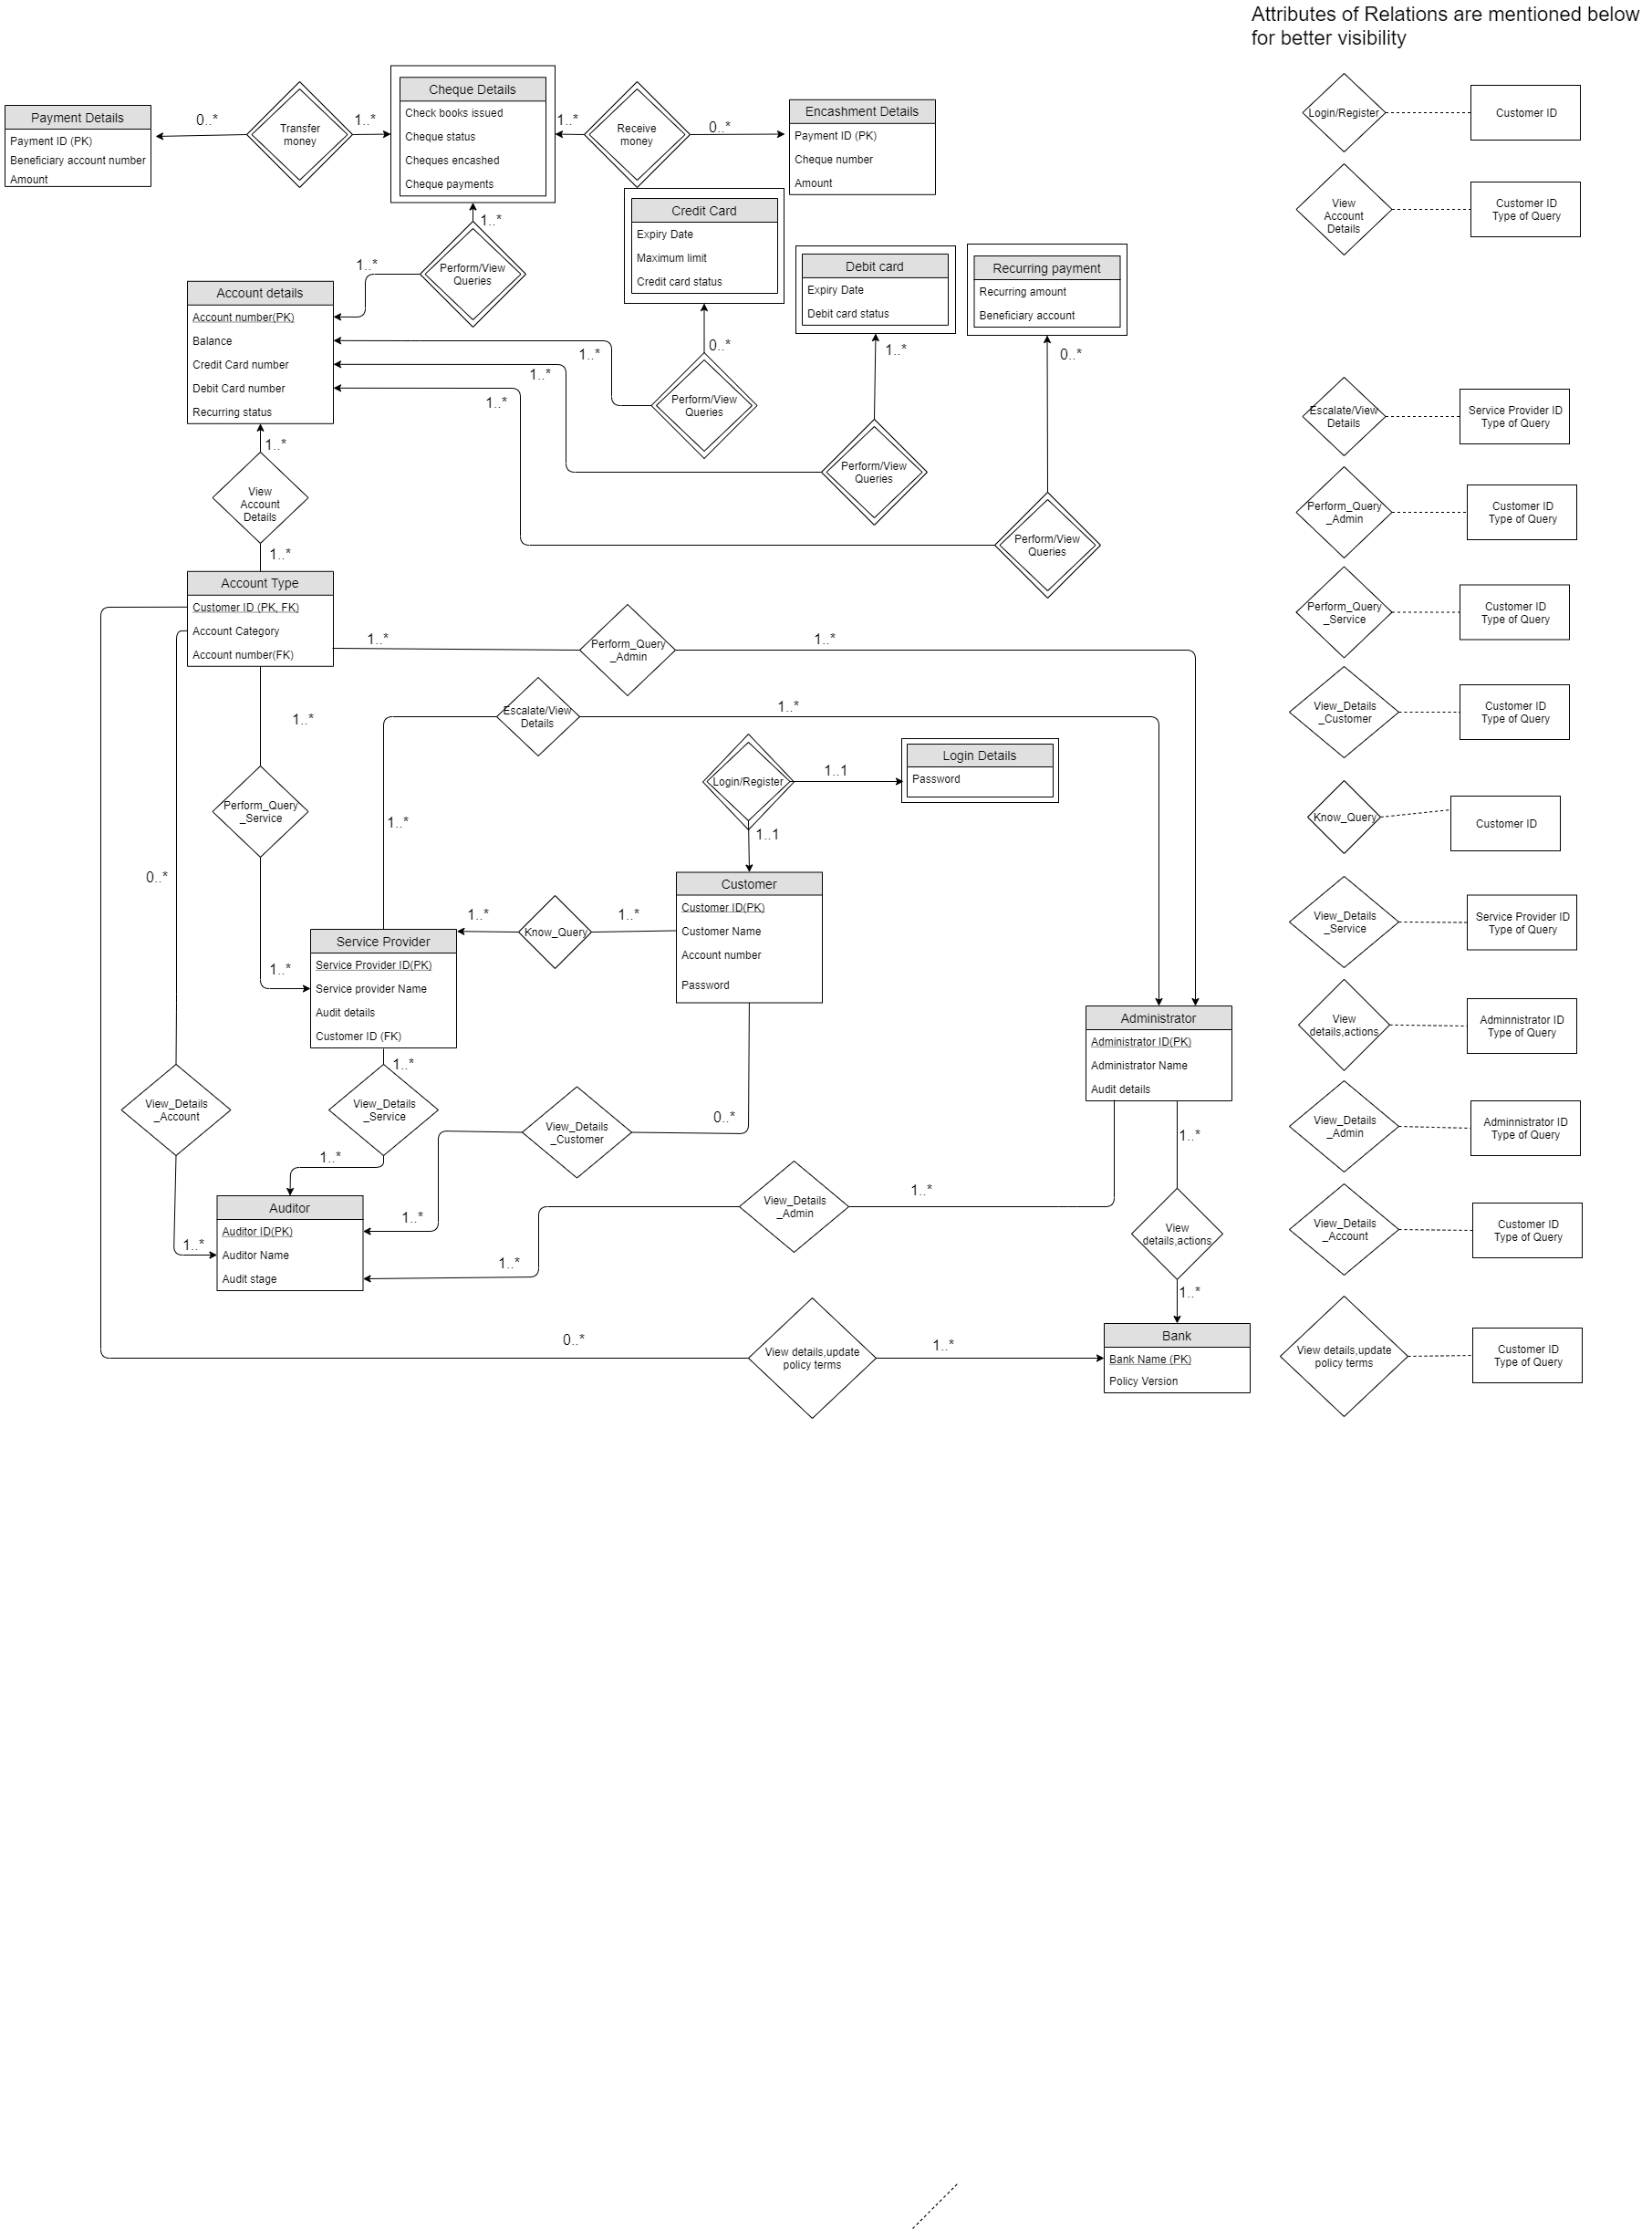 Attributes of Relations are mentioned below
for better visibility
Payment Details
Payment ID (PK)
Beneficiary account number
Amount
0..*
Transfer
money
1..*
Cheque Details
Check books issued
Cheque status
Cheques encashed
Cheque payments
1..*
Receive
money
0..*
Encashment Details
Payment ID (PK)
Cheque number
Amount
1..*
Perform/View
Queries
1..*
Credit Card
Expiry Date
Maximum limit
Credit card status
Debit card
Expiry Date
Debit card status
Recurring payment
Recurring amount
Beneficiary account
Account details
Account number(PK)
Balance
Credit Card number
Debit Card number
Recurring status
1..*
0..*
Perform/View
Queries
1..*
1..*
Perform/View
Queries
1..*
0..*
Perform/View
Queries
1..*
View
Account
Details
1..*
Account Type
Customer ID (PK, FK)
Account Category
Account number(FK)
1..*
Perform_Query
_Admin
1..*
Escalate/View
Details
1..*
1..*
1..*
Perform_Query
_Service
1..*
0..*
Login/Register
1..1
Login Details
Password
1..1
Customer
Customer ID(PK)
Customer Name
Account number
Password
1..*
Know_Query
1..*
Service Provider
Service Provider ID(PK)
Service provider Name
Audit details
Customer ID (FK)
Administrator
Administrator ID(PK)
Administrator Name
Audit details
View_Details
_Account
1..*
View_Details
_Service
1..*
View_Details
_Customer
0..*
1..*
1..*
View_Details
_Admin
1..*
1..*
1..*
View
details,actions
1..*
Auditor
Auditor ID(PK)
Auditor Name
Audit stage
0..*
View details,update
policy terms
1..*
Bank
Bank Name (PK)
Policy Version
Login/Register
Customer ID
View
Account
Details
Customer ID
Type of Query
Escalate/View
Details
Service Provider ID
Type of Query
Perform_Query
_Admin
Customer ID
Type of Query
Perform_Query
_Service
Customer ID
Type of Query
View_Details
_Customer
Customer ID
Type of Query
Know_Query
Customer ID
View_Details
_Service
Service Provider ID
Type of Query
View
details,actions
Adminnistrator ID
Type of Query
View_Details
_Admin
Adminnistrator ID
Type of Query
View_Details
_Account
Customer ID
Type of Query
View details,update
policy terms
Customer ID
Type of Query